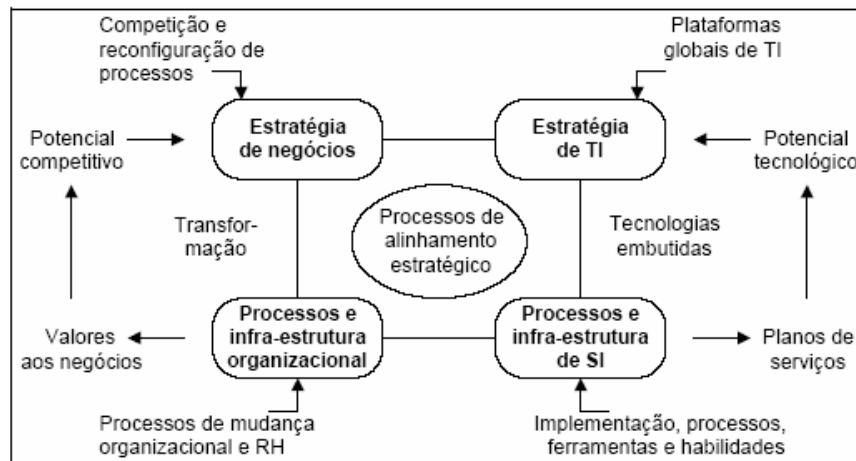 Competição e
reconfiguração de
processos
Plataformas
globais de TI
Estratégia
de negócios
Estratégia
de TI
Potencial
competitivo
Potencial
tecnológico
Transfor-
mação
Processos de
alinhamento
estratégico
Tecnologias
embutidas
Valores
aos negócios
Processos e
infra-estrutura
organizacional
Processos e
infra-estrutura
de SI
Planos de
serviços
Processos de mudança
organizacional e RH
Implementação, processos,
ferramentas e habilidades